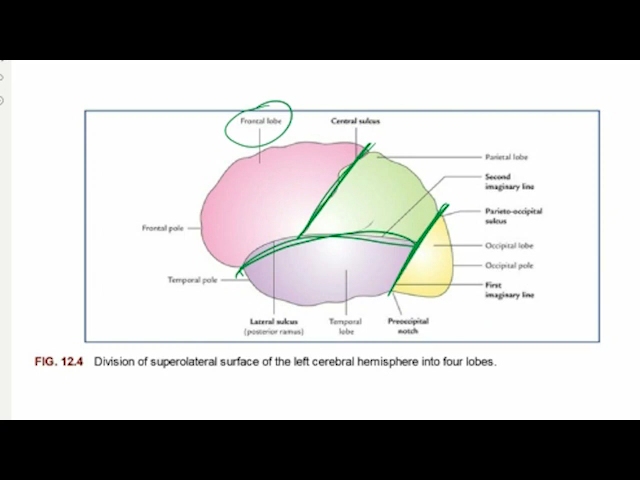 Frontal lobe
Central sulcus
Parietal lobe
Second
imaginary line
Parieto-occipital
sulcus
Frontal pole
Occipital lobe
Occipital pole
Temporal pole
First
imaginary line
Lateral sulcus
(posterior ramus)
Temporal
lobe
Preoccipital
notch
FIG. 12.4 Division of superolateral surface of the left cerebral hemisphere into four lobes.